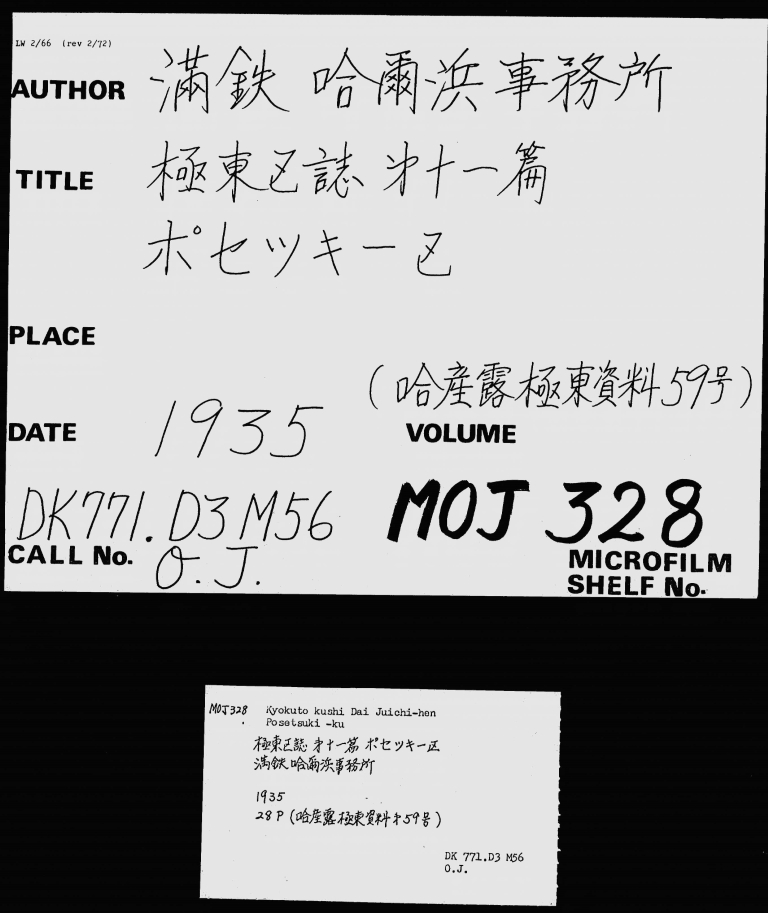 LW 2/66 (rev 2/72)
AUTHOR 満鉄 哈爾浜事務所
TITLE 極東区誌 第十一篇
ポセツキー区
PLACE
(哈産露極東資料59号)
DATE 1935 VOLUME
DK771.D3 M56 MOJ 328
CALL No. O.J. MICROFILM
SHELF No.
MOJ328 Kyokuto kushi Dai Juichi-hen
Posetsuki -ku
極東区誌 第十一篇 ポセツキー区
満鉄 哈爾浜事務所
1935
28P (哈産露極東資料第59号)
DK 771.D3 M56
O.J.